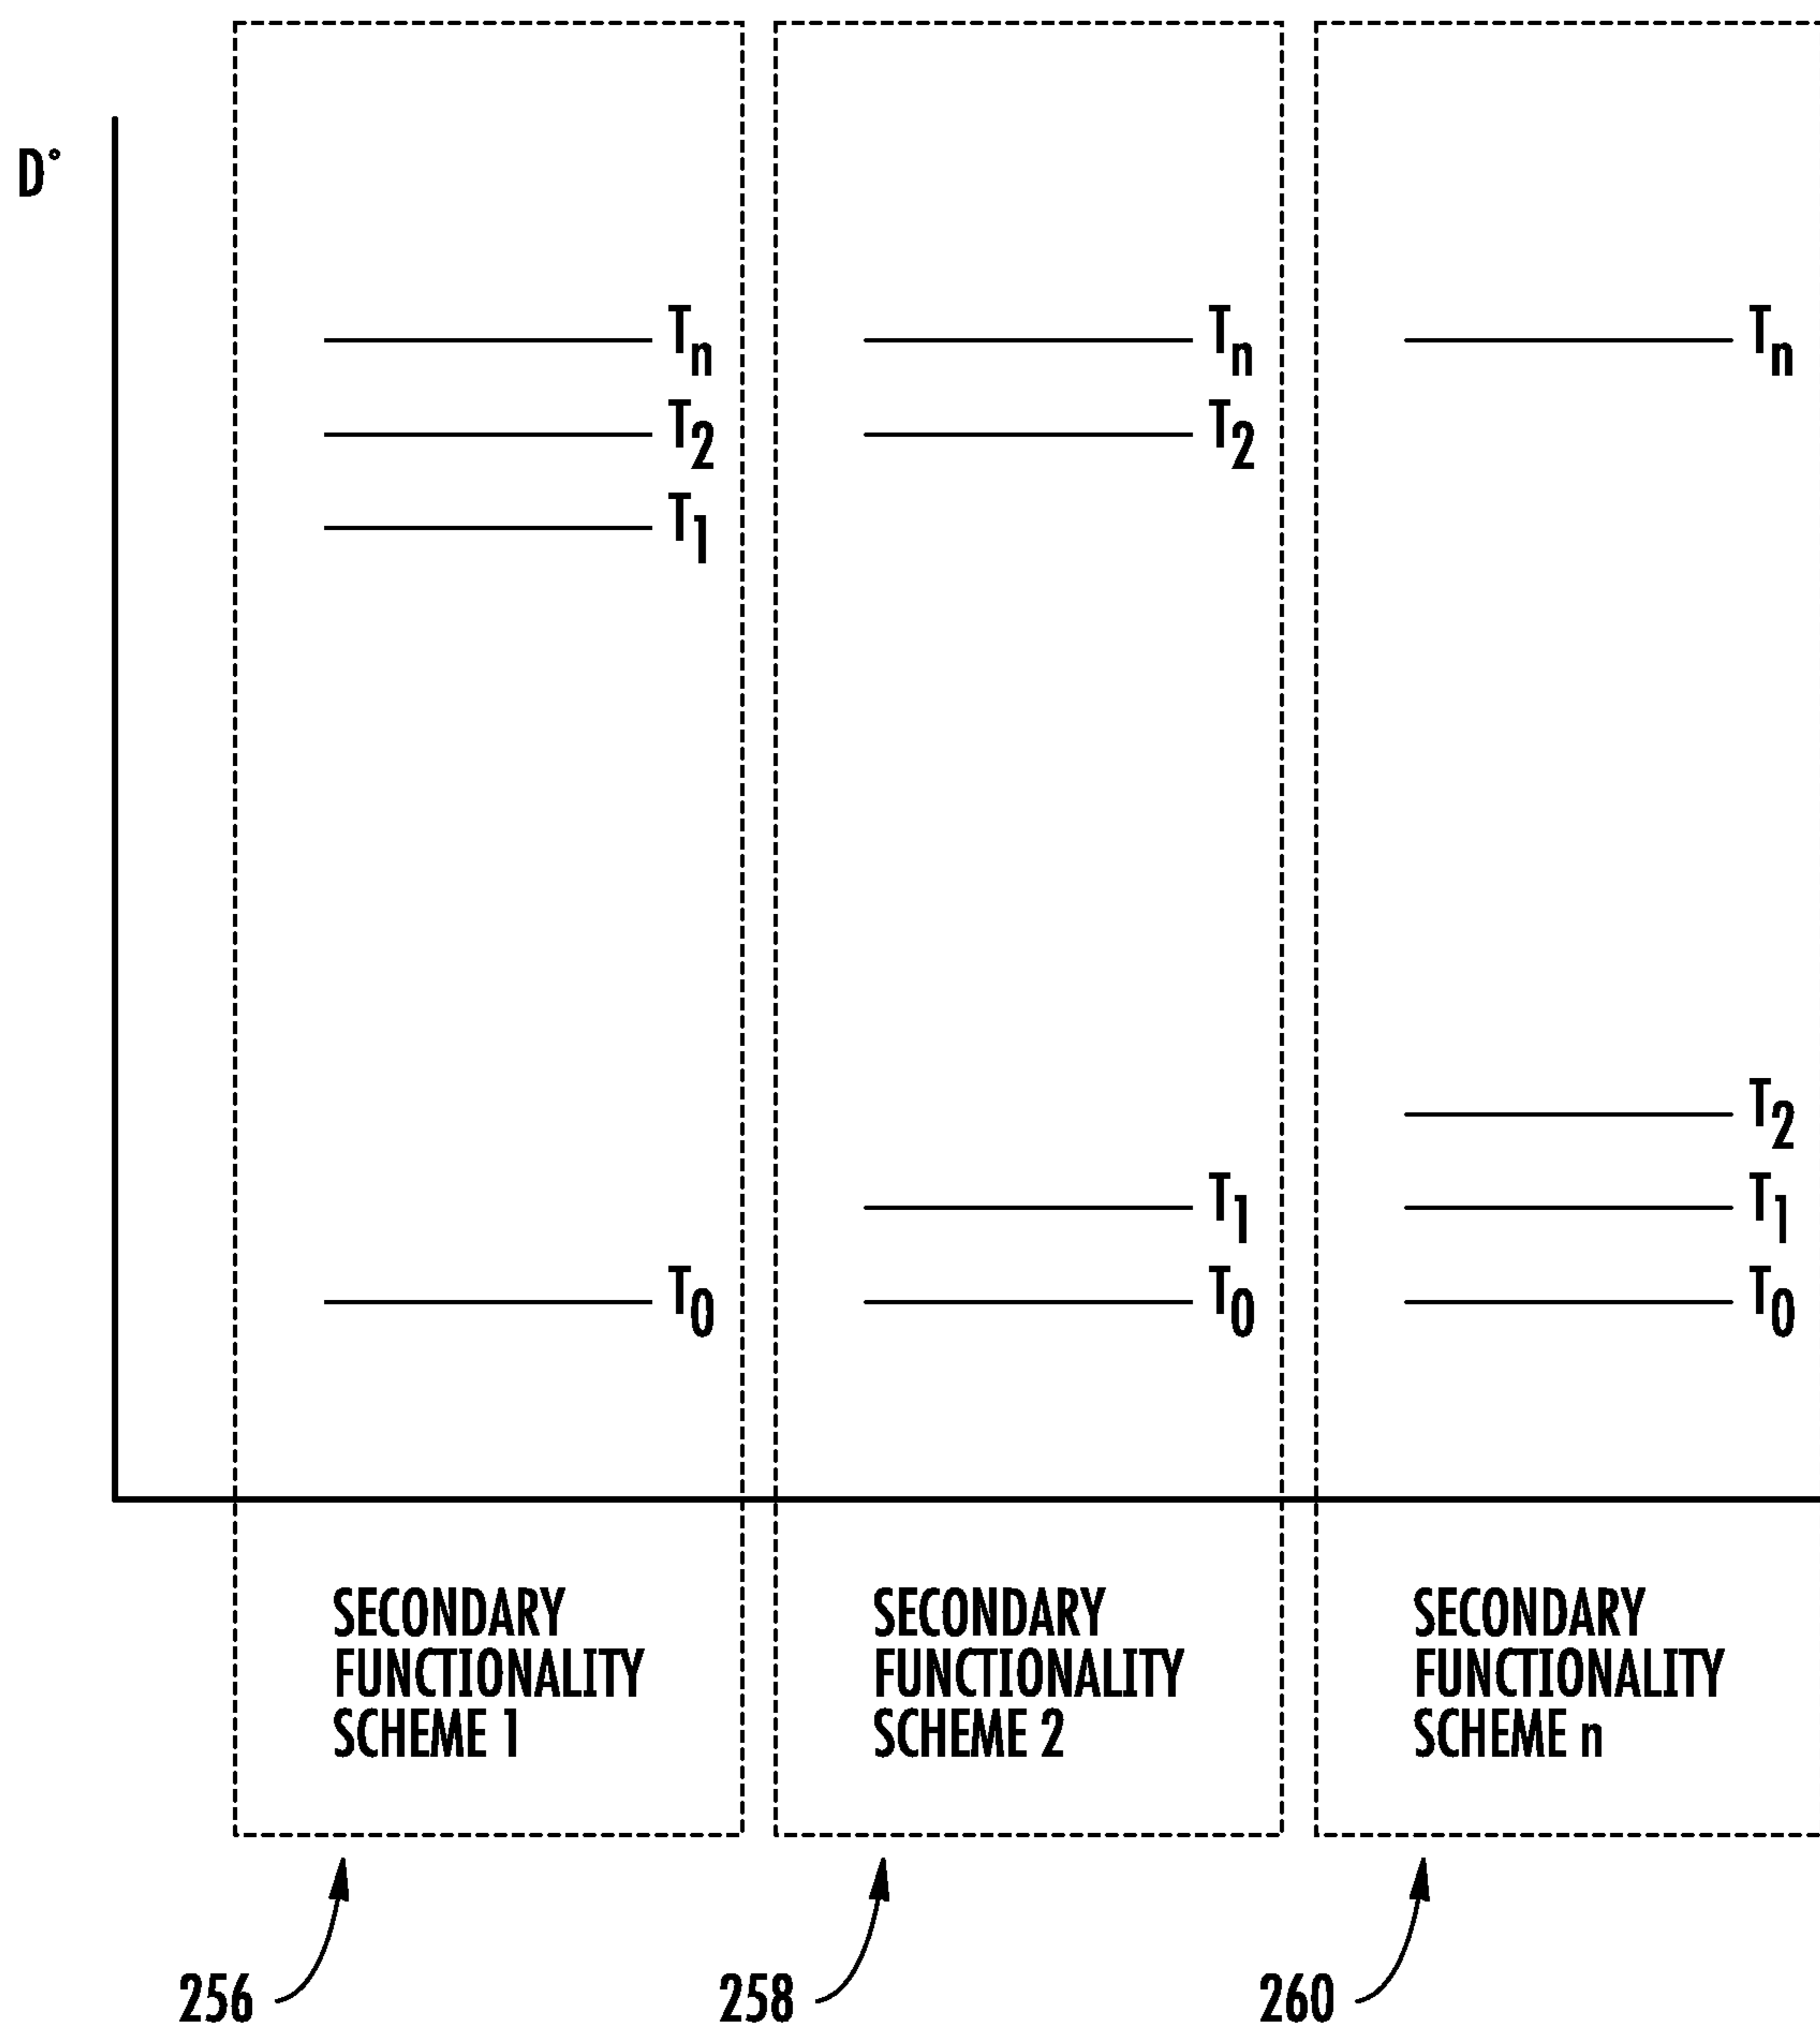 D°
Tn
T2
T1
T0
SECONDARY
FUNCTIONALITY
SCHEME 1
256
Tn
T2
T1
T0
SECONDARY
FUNCTIONALITY
SCHEME 2
258
Tn
T2
T1
T0
SECONDARY
FUNCTIONALITY
SCHEME n
260